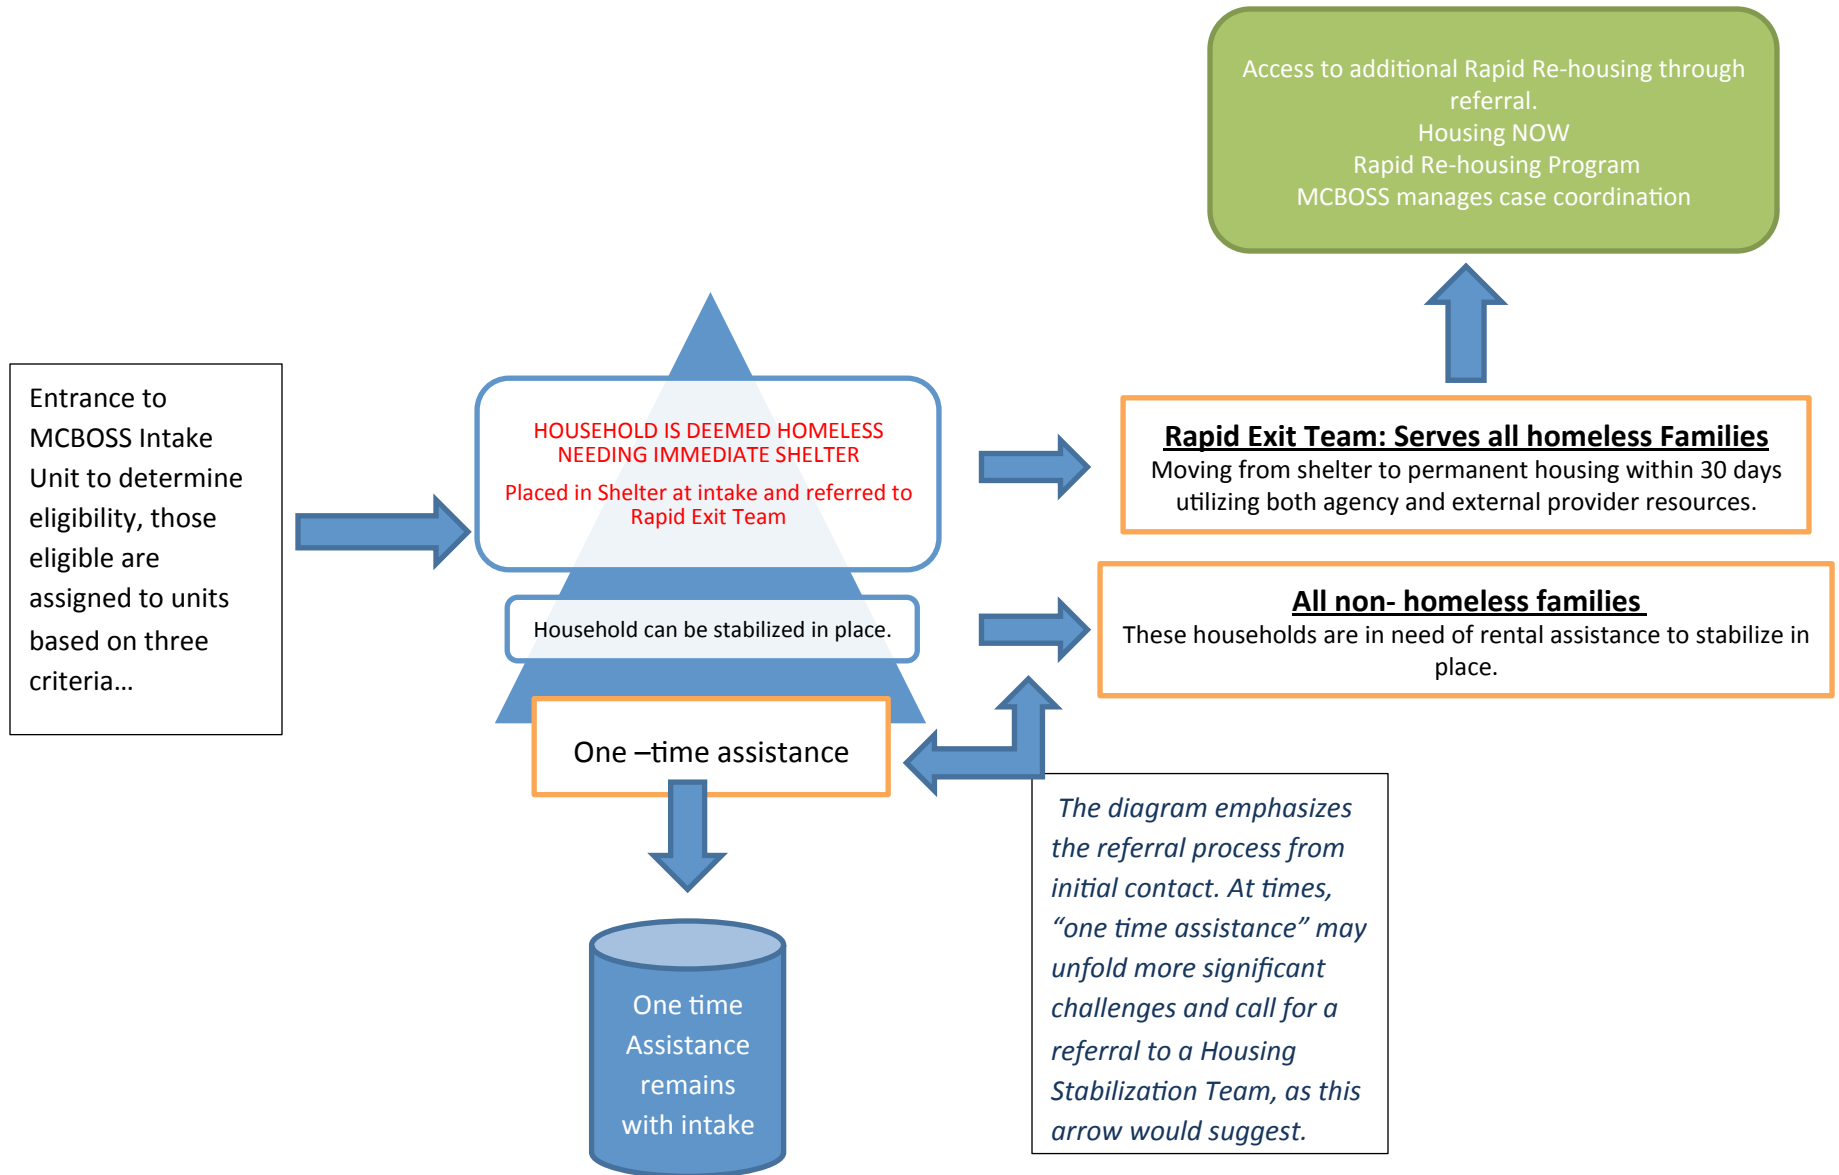 Access to additional Rapid Re-housing through
referral.
Housing NOW
Rapid Re-housing Program
MCBOSS manages case coordination
Entrance to
MCBOSS Intake
Unit to determine
eligibility, those
eligible are
assigned to units
based on three
criteria…
HOUSEHOLD IS DEEMED HOMELESS
NEEDING IMMEDIATE SHELTER
Placed in Shelter at intake and referred to
Rapid Exit Team
Rapid Exit Team: Serves all homeless Families
Moving from shelter to permanent housing within 30 days
utilizing both agency and external provider resources.
Household can be stabilized in place.
All non- homeless families
These households are in need of rental assistance to stabilize in
place.
One –time assistance
The diagram emphasizes
the referral process from
initial contact. At times,
“one time assistance” may
unfold more significant
challenges and call for a
referral to a Housing
Stabilization Team, as this
arrow would suggest.
One time
Assistance
remains
with intake